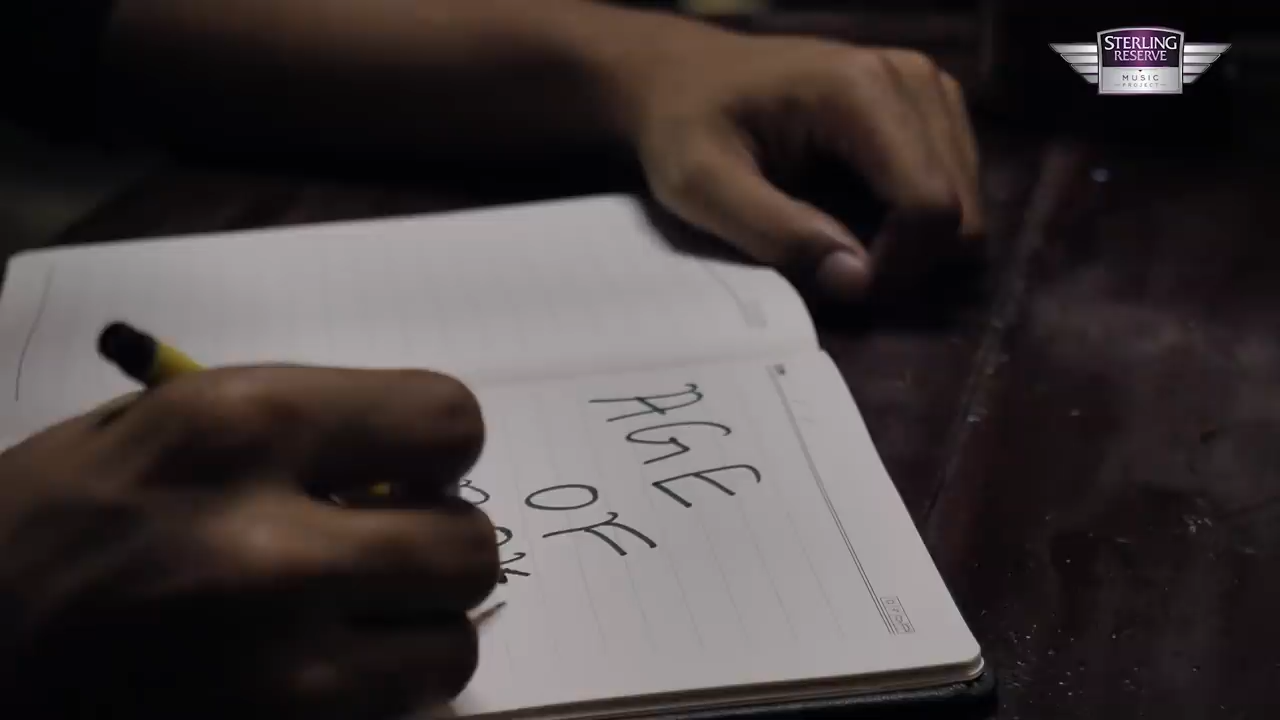 STERLING
RESERVE
MUSIC
PROJECT
AGE
OF